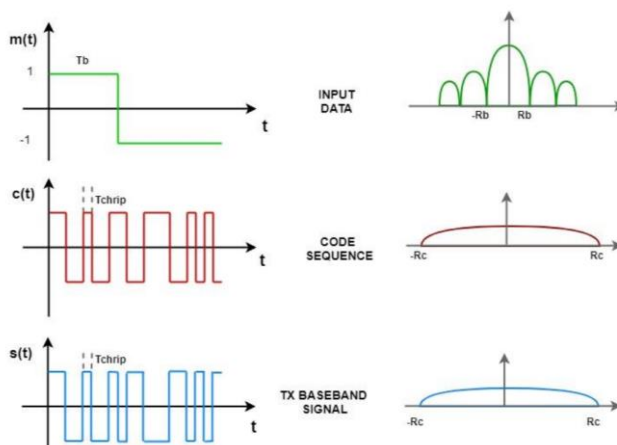 m(t)
Tb
1
-1
t
INPUT
DATA
-Rb
Rb
c(t)
Tchrip
t
CODE
SEQUENCE
-Rc
Rc
s(t)
Tchrip
t
TX BASEBAND
SIGNAL
-Rc
Rc